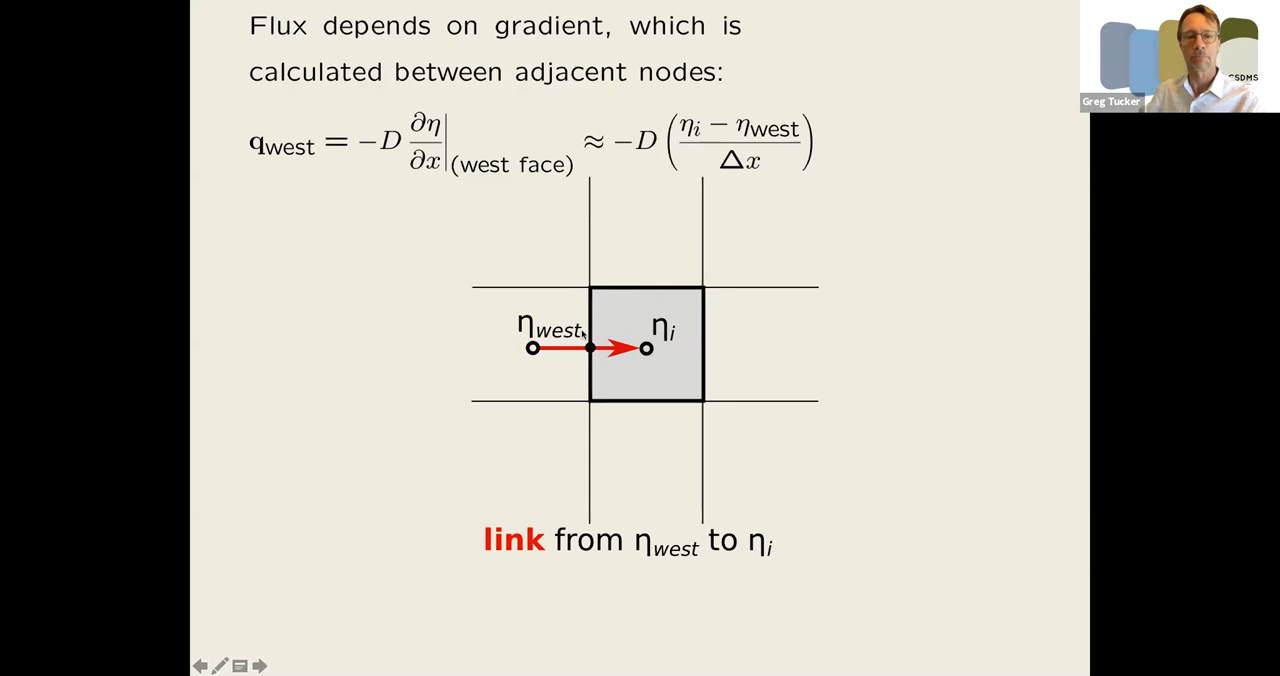 Flux depends on gradient, which is
calculated between adjacent nodes:
q_west = −D ∂η/∂x|(west face) ≈ −D (η_i − η_west / Δx)
η_west
η_i
link from η_west to η_i
CSDMS
Greg Tucker